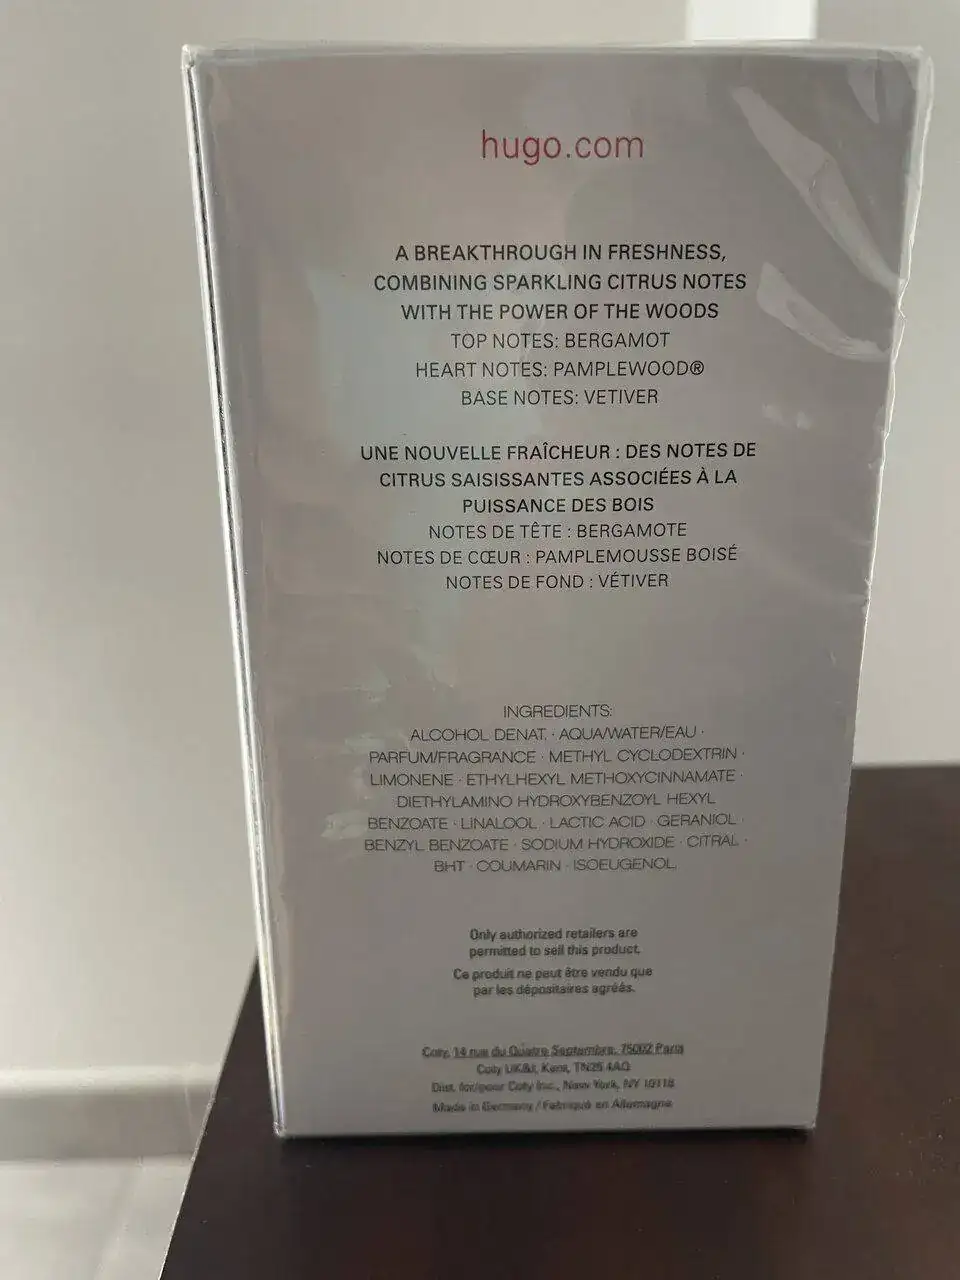 hugo.com
A BREAKTHROUGH IN FRESHNESS,
COMBINING SPARKLING CITRUS NOTES
WITH THE POWER OF THE WOODS
TOP NOTES: BERGAMOT
HEART NOTES: PAMPLEWOOD®
BASE NOTES: VETIVER
UNE NOUVELLE FRAÎCHEUR : DES NOTES DE
CITRUS SAISISSANTES ASSOCIÉES À LA
PUISSANCE DES BOIS
NOTES DE TÊTE : BERGAMOTE
NOTES DE CŒUR : PAMPLEMOUSSE BOISÉ
NOTES DE FOND : VÉTIVER
INGREDIENTS:
ALCOHOL DENAT. · AQUA/WATER/EAU ·
PARFUM/FRAGRANCE · METHYL CYCLODEXTRIN ·
LIMONENE · ETHYLHEXYL METHOXYCINNAMATE ·
DIETHYLAMINO HYDROXYBENZOYL HEXYL
BENZOATE · LINALOOL · LACTIC ACID · GERANIOL ·
BENZYL BENZOATE · SODIUM HYDROXIDE · CITRAL ·
BHT · COUMARIN · ISOEUGENOL.
Only authorized retailers are
permitted to sell this product.
Ce produit ne peut être vendu que
par les dépositaires agréés.
Coty, 14 rue du Quatre Septembre, 75002 Paris
Coty UK&I, Kent, TN25 4AQ
Dist. for/pour Coty Inc., New York, NY 10118
Made in Germany / Fabriqué en Allemagne